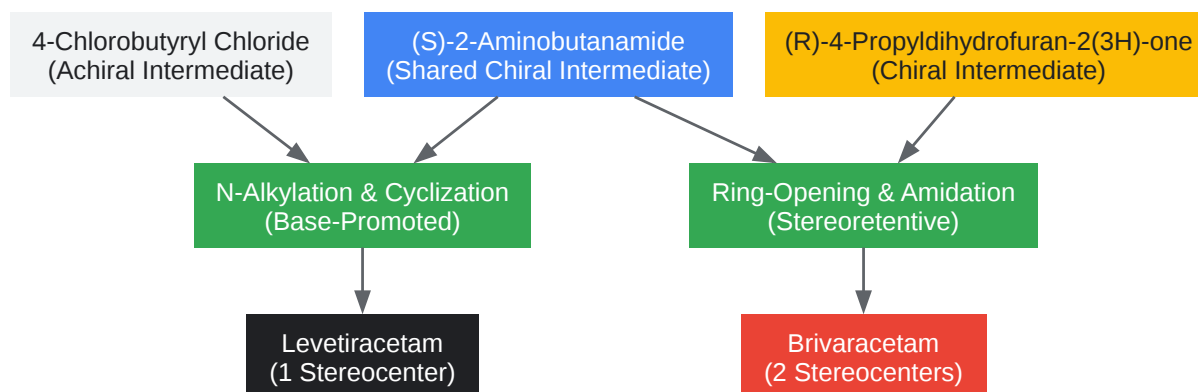 4-Chlorobutyryl Chloride
(Achiral Intermediate)
(S)-2-Aminobutanamide
(Shared Chiral Intermediate)
(R)-4-Propyldihydrofuran-2(3H)-one
(Chiral Intermediate)
N-Alkylation & Cyclization
(Base-Promoted)
Ring-Opening & Amidation
(Stereoretentive)
Levetiracetam
(1 Stereocenter)
Brivaracetam
(2 Stereocenters)